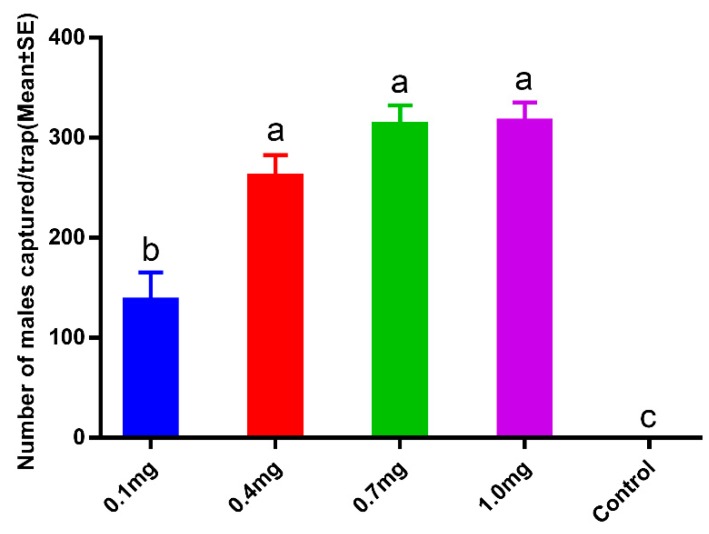 Number of males captured/trap(Mean±SE)
400
300
200
100
0
b
a
a
a
c
0.1mg
0.4mg
0.7mg
1.0mg
Control